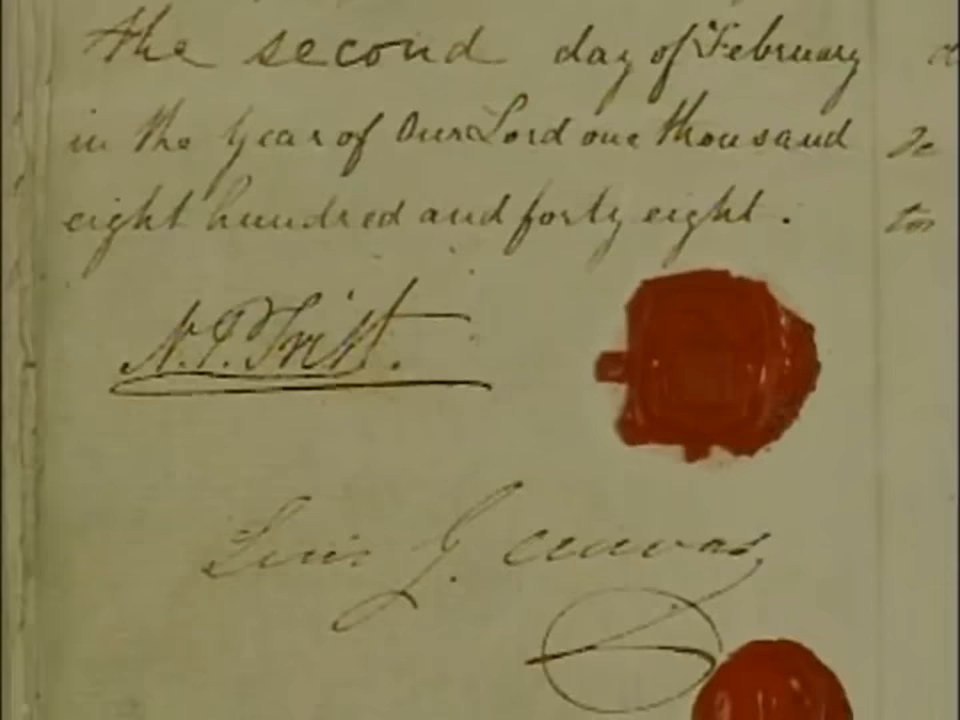 the second day of February
in the Year of Our Lord one thousand
eight hundred and forty eight.
N. P. Trist.
Luis G. Cuevas